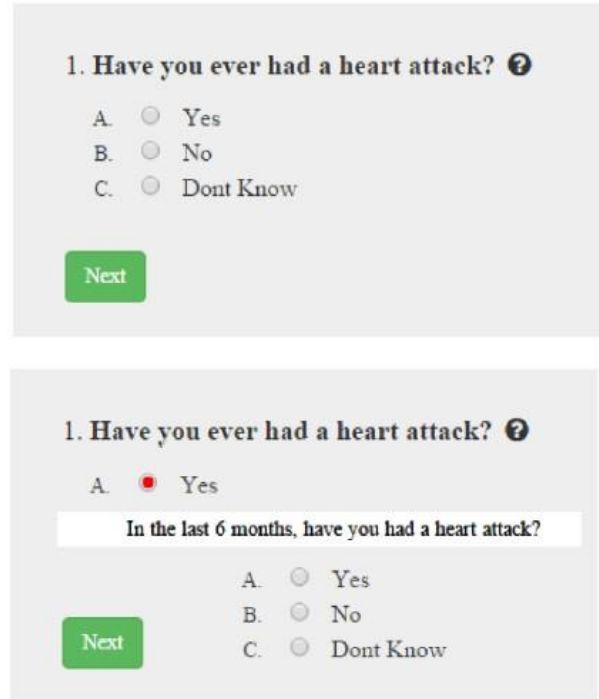 1. Have you ever had a heart attack? ?
A. Yes
B. No
C. Dont Know
Next
1. Have you ever had a heart attack? ?
A. Yes
In the last 6 months, have you had a heart attack?
A. Yes
B. No
C. Dont Know
Next